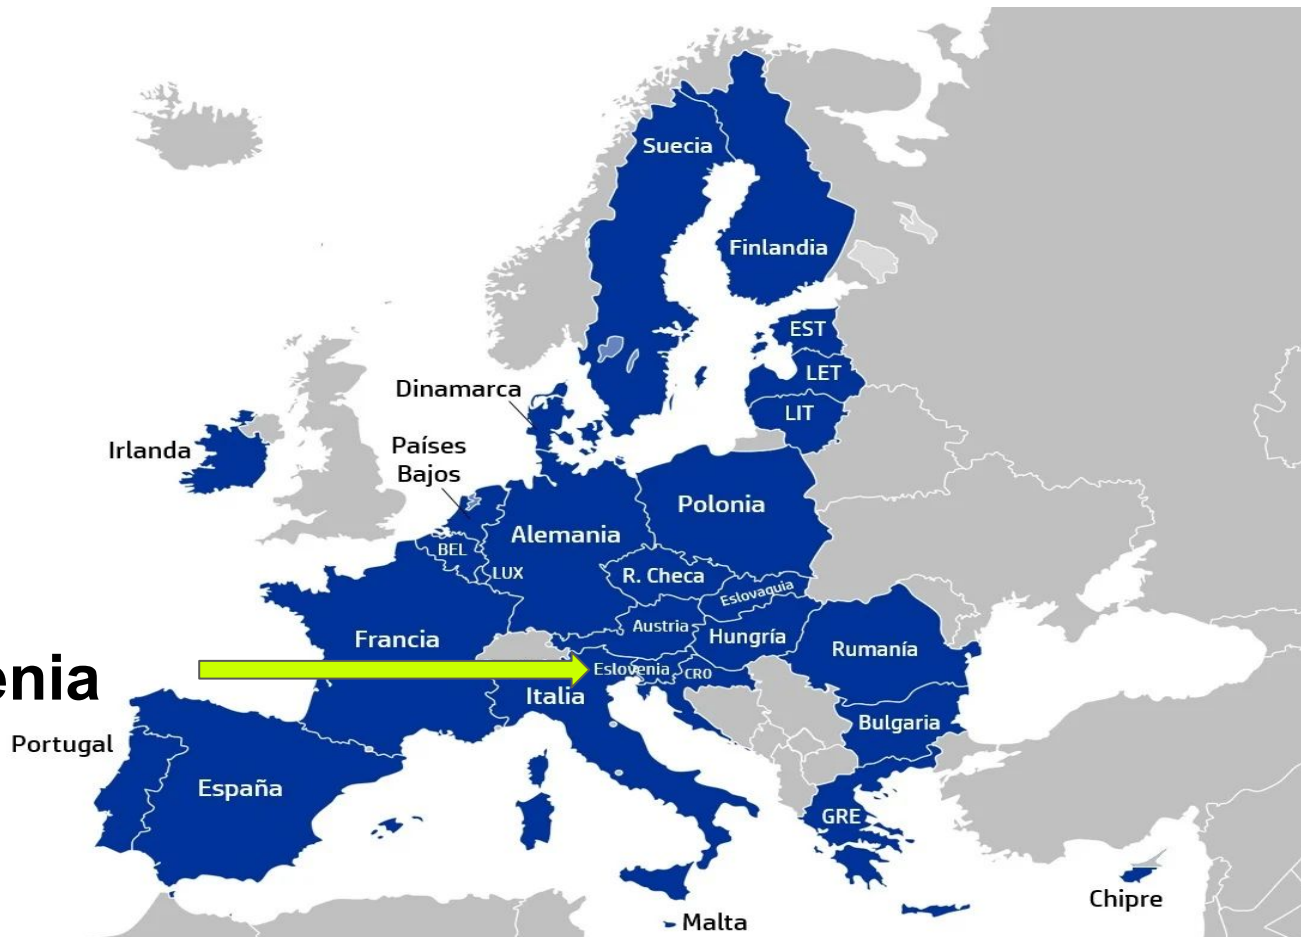 Suecia
Finlandia
EST
LET
LIT
Dinamarca
Irlanda
Países
Bajos
Polonia
Alemania
BEL
LUX
R. Checa
Eslovaquia
Austria
Hungría
Francia
Rumanía
Eslovenia
CRO
enia
Italia
Bulgaria
Portugal
España
GRE
Chipre
Malta